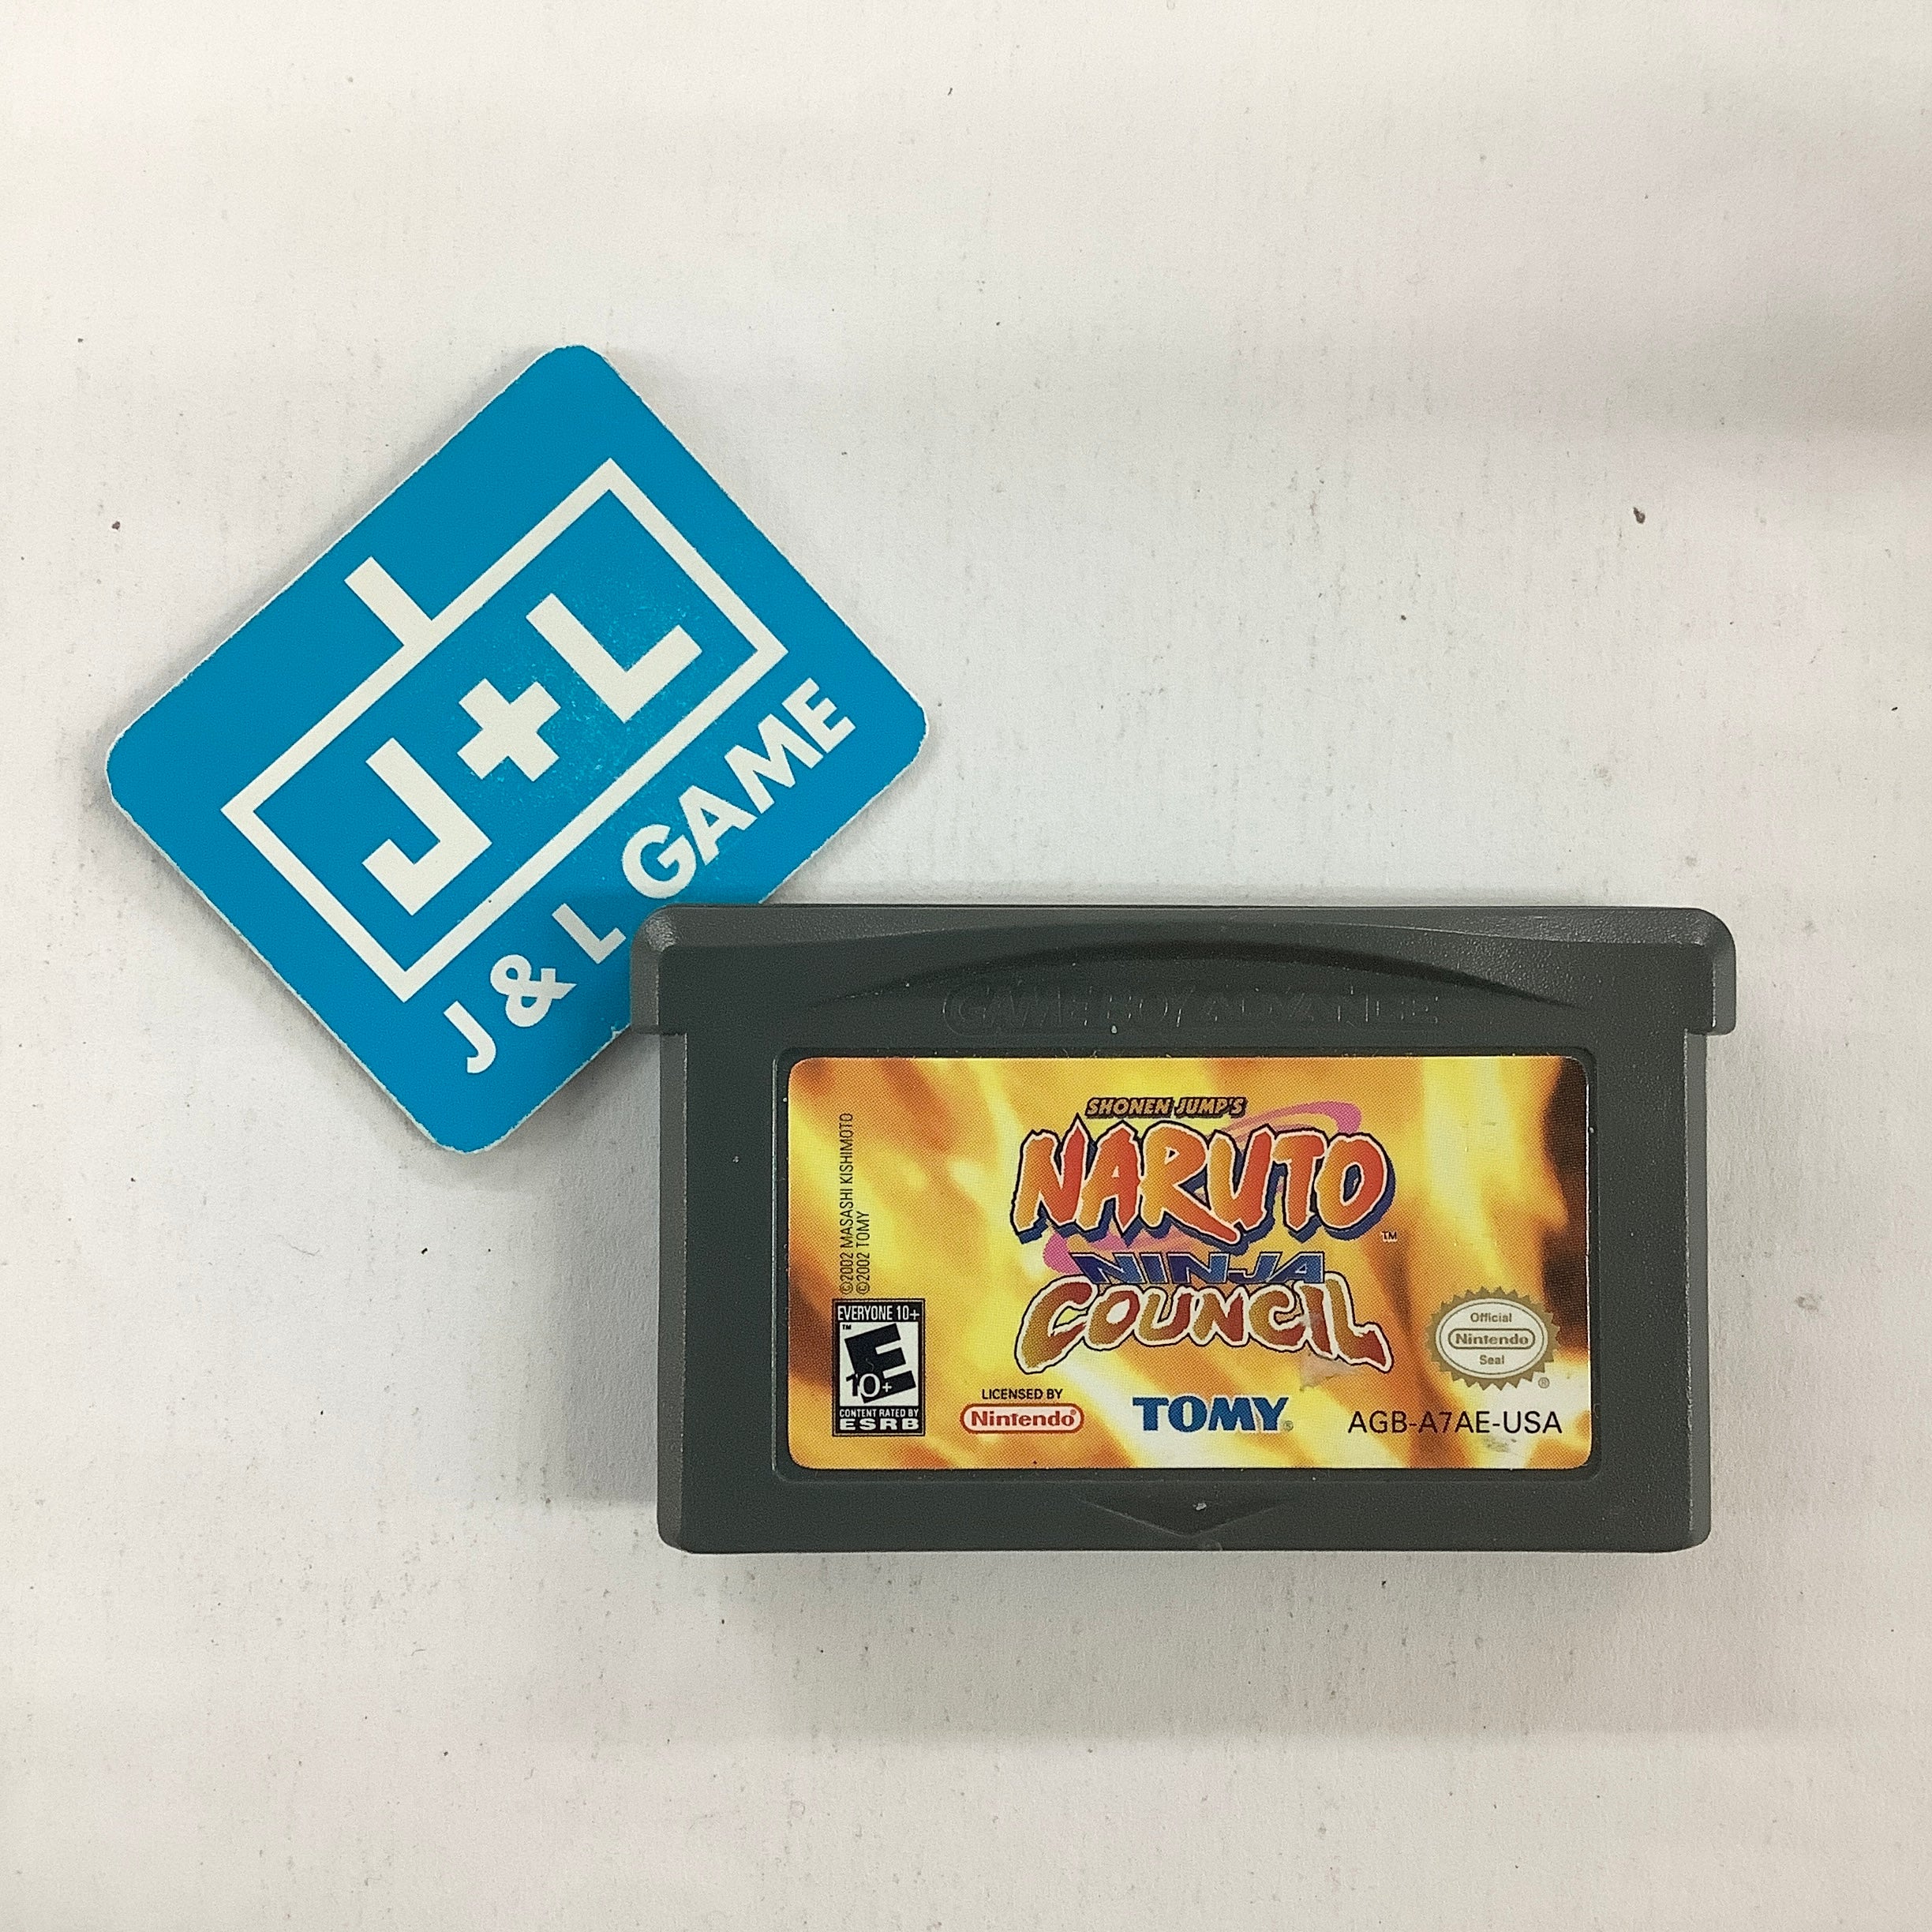 J+L
J & L GAME
GAME BOY ADVANCE
SHONEN JUMP'S
NARUTO
™
NINJA
COUNCIL
©2002 MASASHI KISHIMOTO
©2002 TOMY
EVERYONE 10+
™
E
10+
CONTENT RATED BY
ESRB
LICENSED BY
Nintendo®
TOMY®
Official
Nintendo
Seal
®
AGB-A7AE-USA